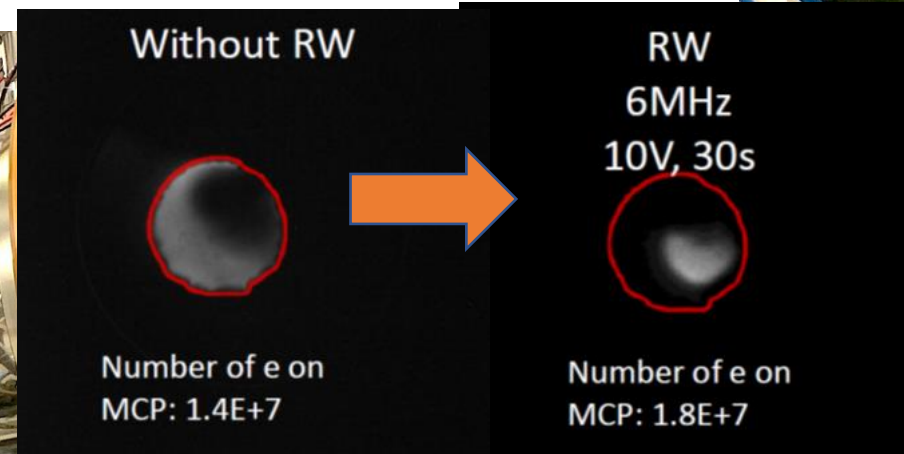 Without RW
Number of e on
MCP: 1.4E+7
RW
6MHz
10V, 30s
Number of e on
MCP: 1.8E+7